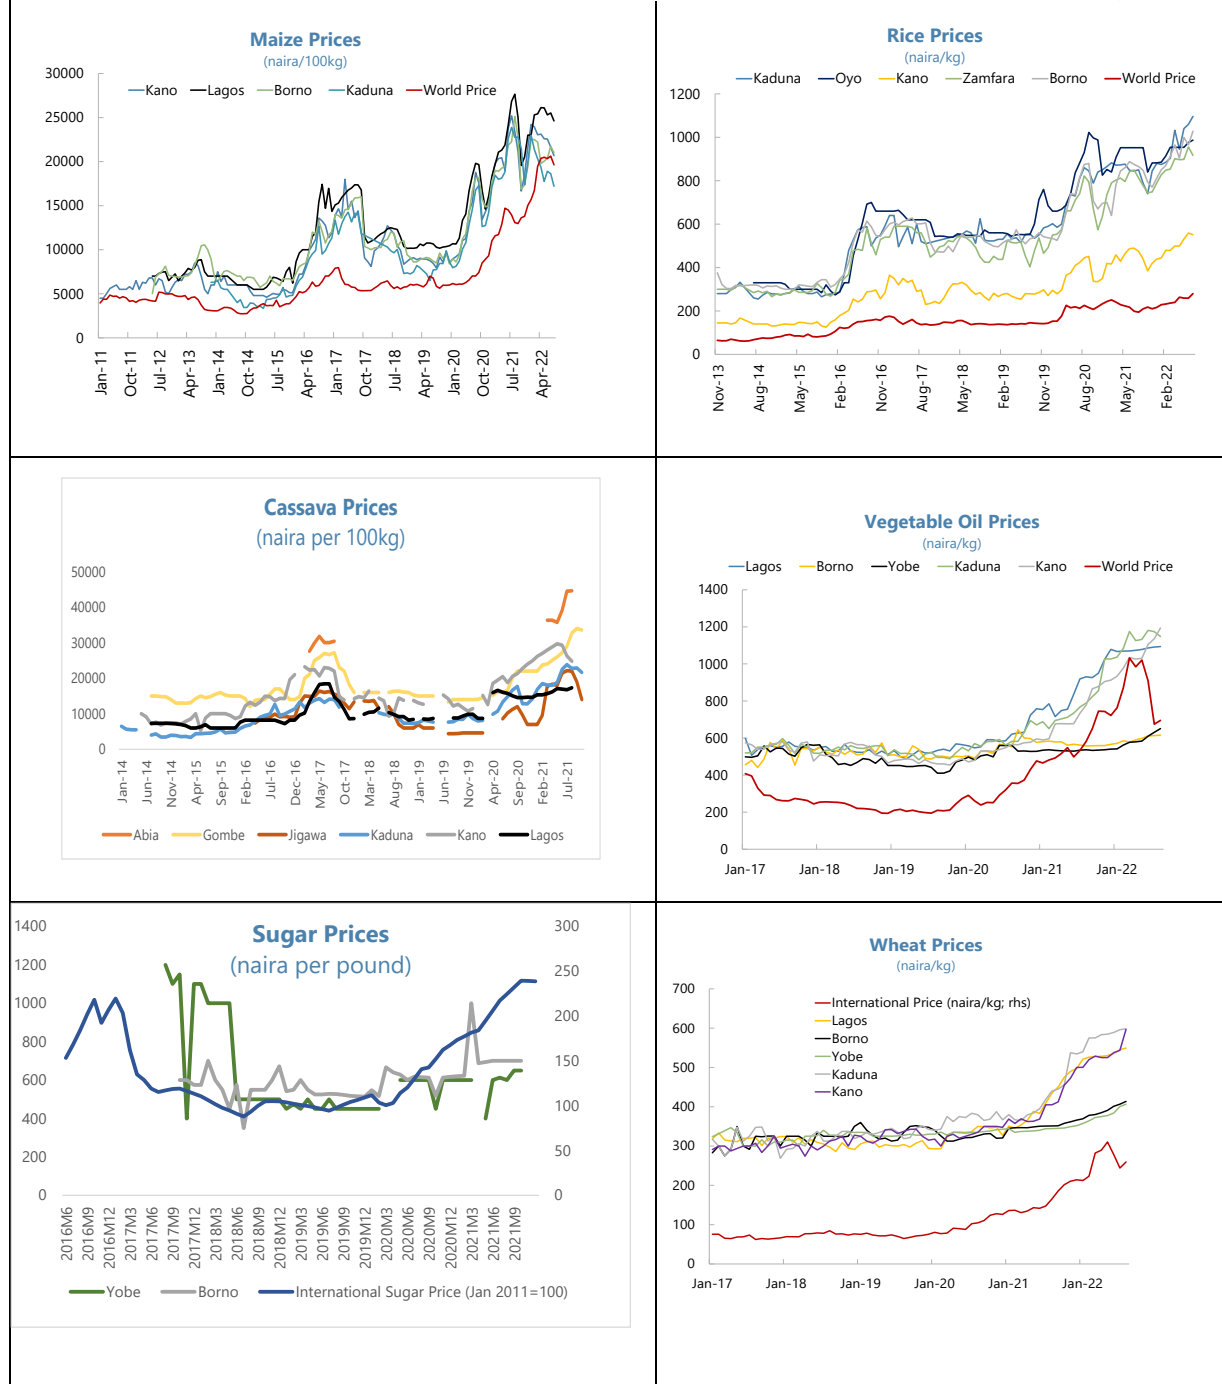 Maize Prices
(naira/100kg)
Kano Lagos Borno Kaduna World Price
30000
25000
20000
15000
10000
5000
0
Jan-11 Oct-11 Jul-12 Apr-13 Jan-14 Oct-14 Jul-15 Apr-16 Jan-17 Oct-17 Jul-18 Apr-19 Jan-20 Oct-20 Jul-21 Apr-22
Rice Prices
(naira/kg)
Kaduna Oyo Kano Zamfara Borno World Price
1200
1000
800
600
400
200
0
Nov-13 Aug-14 May-15 Feb-16 Nov-16 Aug-17 May-18 Feb-19 Nov-19 Aug-20 May-21 Feb-22
Cassava Prices
(naira per 100kg)
50000
40000
30000
20000
10000
0
Jan-14 Jun-14 Nov-14 Apr-15 Sep-15 Feb-16 Jul-16 Dec-16 May-17 Oct-17 Mar-18 Aug-18 Jan-19 Jun-19 Nov-19 Apr-20 Sep-20 Feb-21 Jul-21
Abia Gombe Jigawa Kaduna Kano Lagos
Vegetable Oil Prices
(naira/kg)
Lagos Borno Yobe Kaduna Kano World Price
1400
1200
1000
800
600
400
200
0
Jan-17 Jan-18 Jan-19 Jan-20 Jan-21 Jan-22
Sugar Prices
(naira per pound)
1400
1200
1000
800
600
400
200
0
300
250
200
150
100
50
0
2016M6 2016M9 2016M12 2017M3 2017M6 2017M9 2017M12 2018M3 2018M6 2018M9 2018M12 2019M3 2019M6 2019M9 2019M12 2020M3 2020M6 2020M9 2020M12 2021M3 2021M6 2021M9
Yobe Borno International Sugar Price (Jan 2011=100)
Wheat Prices
(naira/kg)
700
600
500
400
300
200
100
0
International Price (naira/kg; rhs)
Lagos
Borno
Yobe
Kaduna
Kano
Jan-17 Jan-18 Jan-19 Jan-20 Jan-21 Jan-22